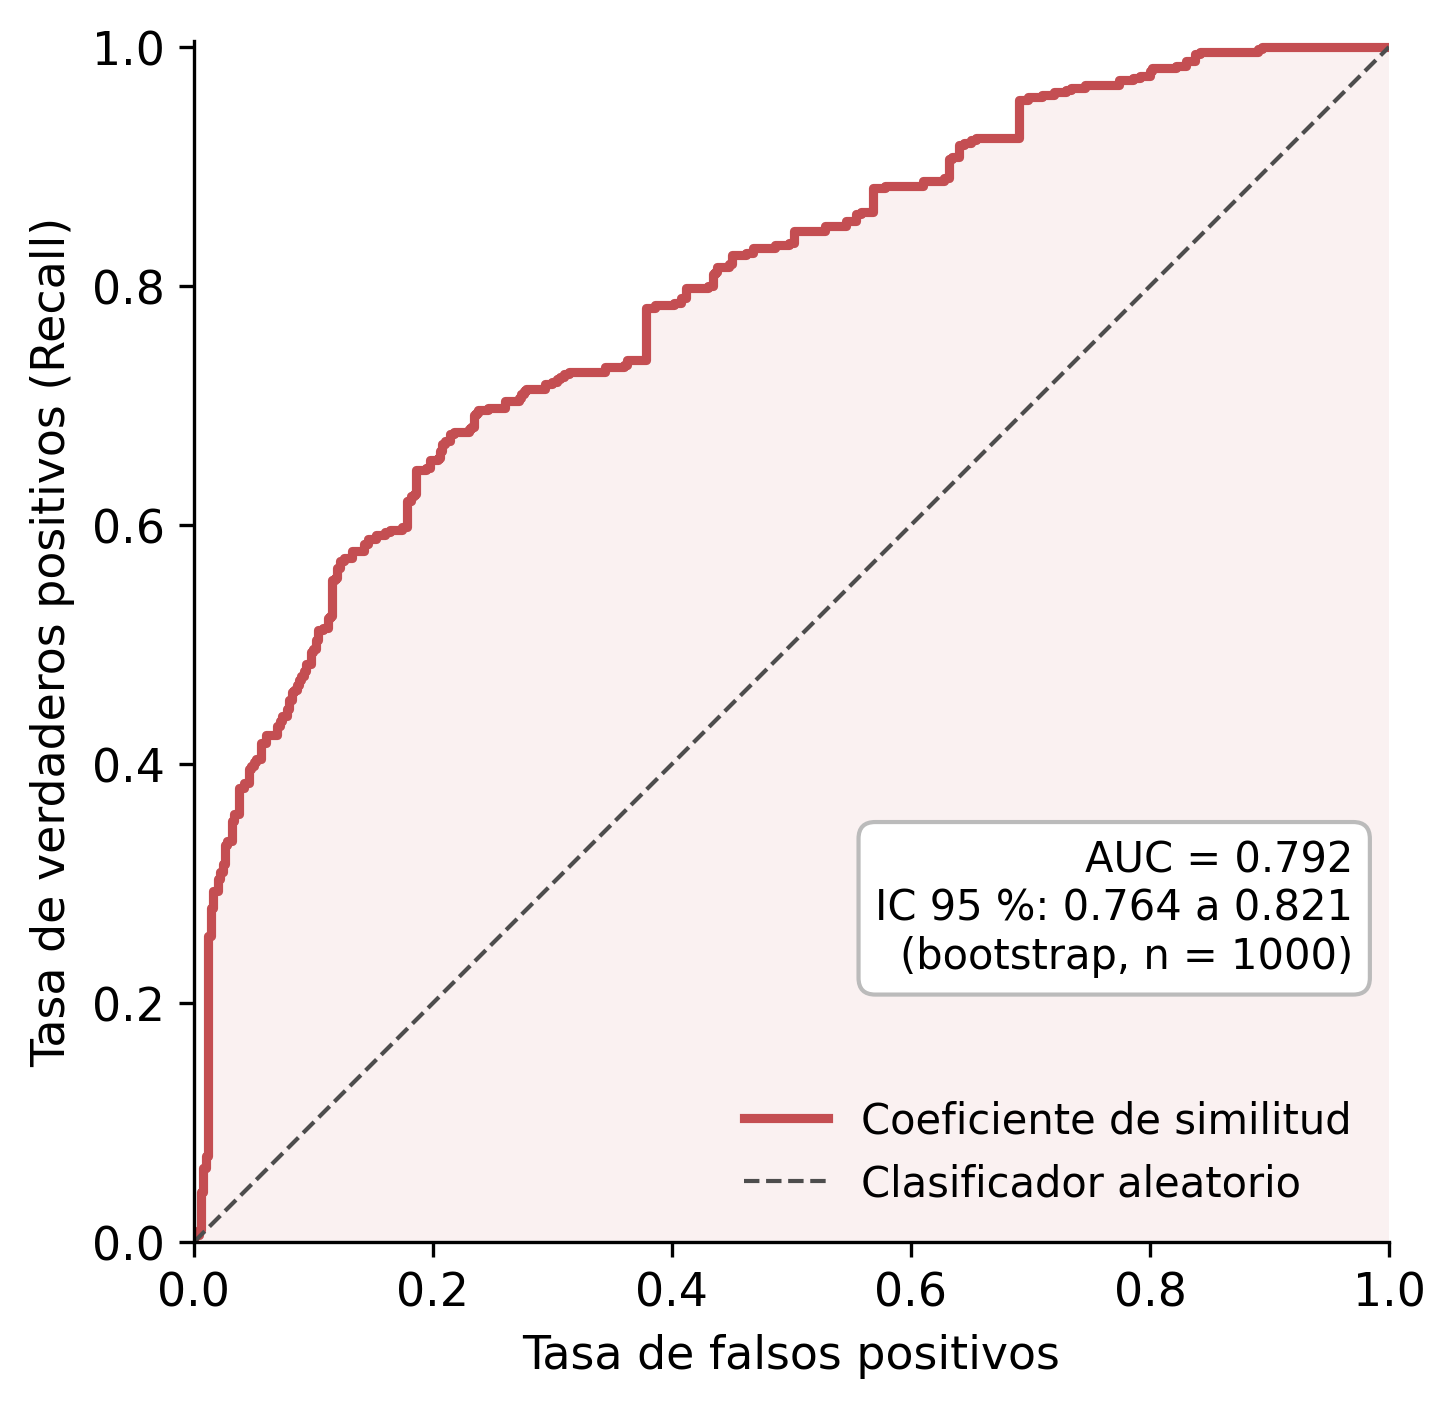 Tasa de verdaderos positivos (Recall)
1.0
0.8
0.6
0.4
0.2
0.0
AUC = 0.792
IC 95 %: 0.764 a 0.821
(bootstrap, n = 1000)
Coeficiente de similitud
Clasificador aleatorio
0.0 0.2 0.4 0.6 0.8 1.0
Tasa de falsos positivos